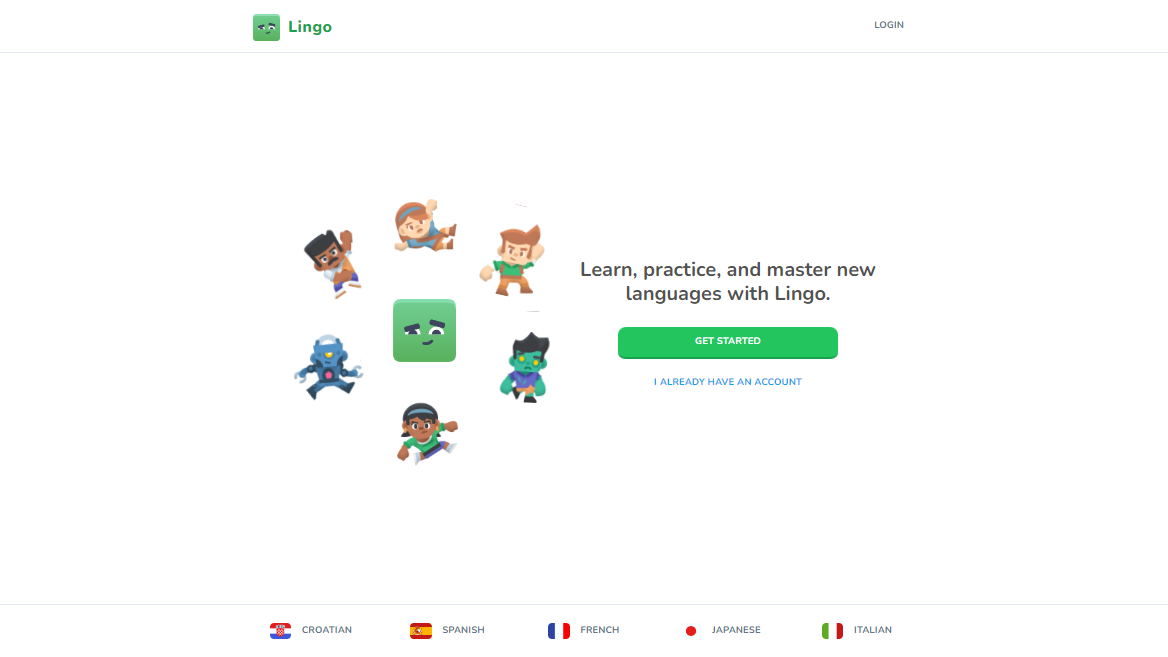 Lingo
LOGIN
Learn, practice, and master new
languages with Lingo.
GET STARTED
I ALREADY HAVE AN ACCOUNT
CROATIAN
SPANISH
FRENCH
JAPANESE
ITALIAN